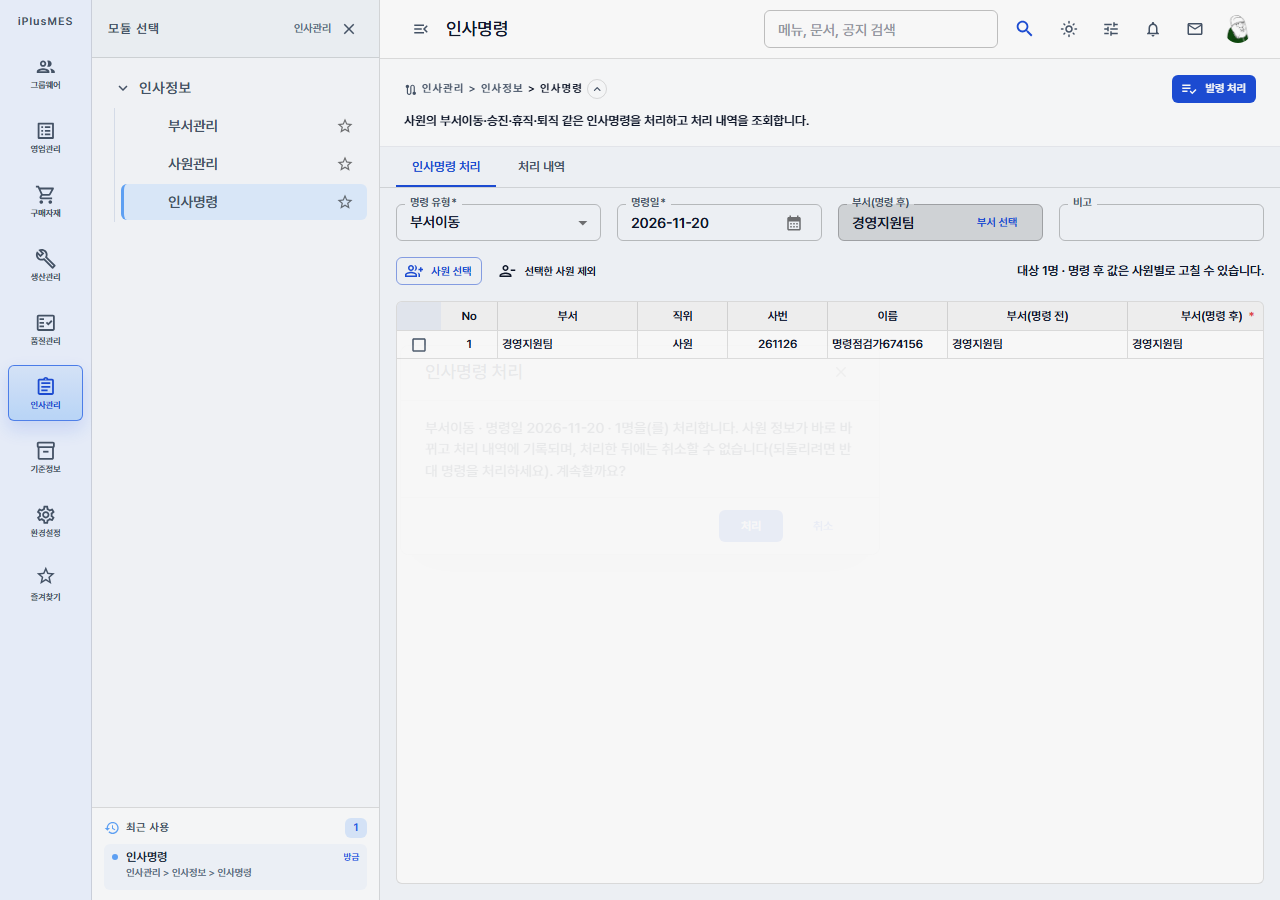 iPlusMES
모듈 선택
인사관리
인사명령
메뉴, 문서, 공지 검색
그룹웨어
영업관리
구매자재
생산관리
품질관리
인사관리
기준정보
환경설정
즐겨찾기
인사정보
부서관리
사원관리
인사명령
최근 사용
1
인사명령
방금
인사관리 > 인사정보 > 인사명령
인사관리 > 인사정보 > 인사명령
발령 처리
사원의 부서이동·승진·휴직·퇴직 같은 인사명령을 처리하고 처리 내역을 조회합니다.
인사명령 처리
처리 내역
명령 유형*
부서이동
명령일*
2026-11-20
부서(명령 후)
경영지원팀
부서 선택
비고
사원 선택
선택한 사원 제외
대상 1명 · 명령 후 값은 사원별로 고칠 수 있습니다.
No 부서 직위 사번 이름 부서(명령 전) 부서(명령 후) *
1 경영지원팀 사원 261126 명령점검가674156 경영지원팀 경영지원팀
인사명령 처리
부서이동 · 명령일 2026-11-20 · 1명을(를) 처리합니다. 사원 정보가 바로 바
뀌고 처리 내역에 기록되며, 처리한 뒤에는 취소할 수 없습니다(되돌리려면 반
대 명령을 처리하세요). 계속할까요?
처리
취소